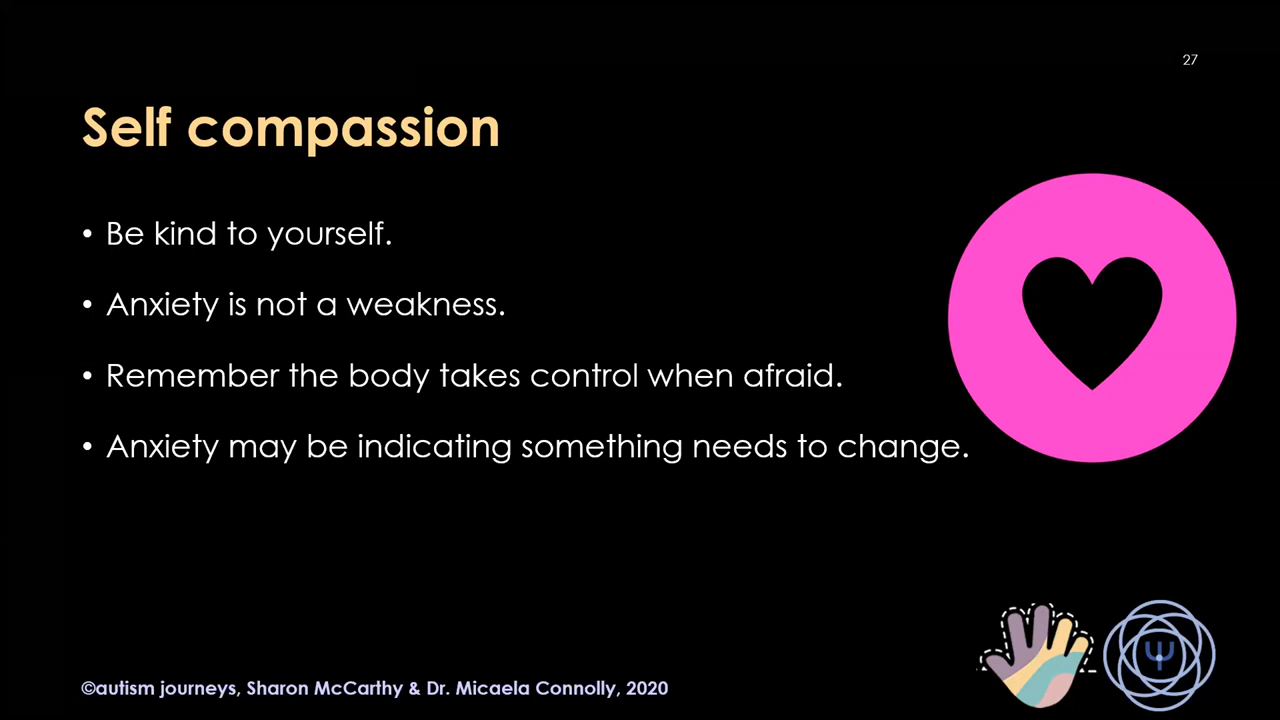 27
Self compassion
• Be kind to yourself.
• Anxiety is not a weakness.
• Remember the body takes control when afraid.
• Anxiety may be indicating something needs to change.
Ψ
©autism journeys, Sharon McCarthy & Dr. Micaela Connolly, 2020